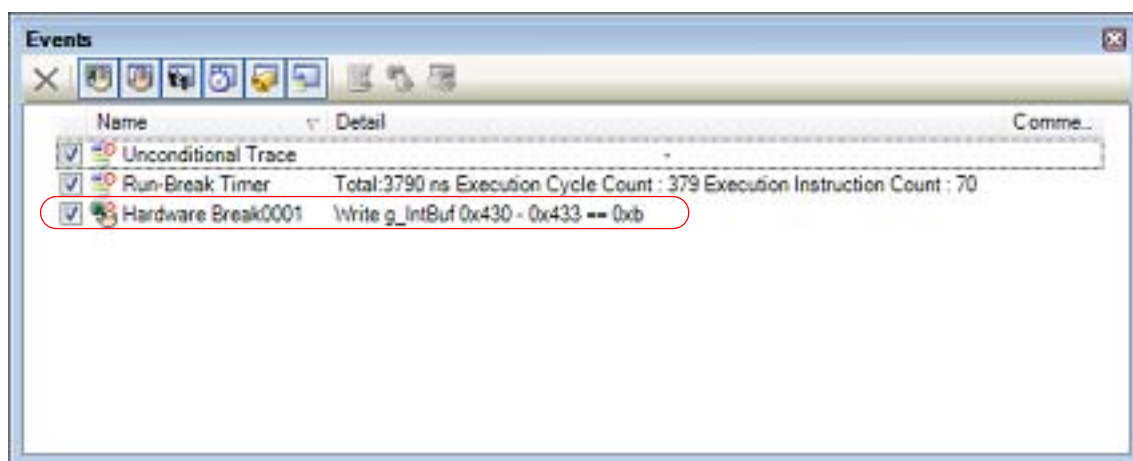 Events
Name Detail Comme...
Unconditional Trace -
Run-Break Timer Total:3790 ns Execution Cycle Count : 379 Execution Instruction Count : 70
Hardware Break0001 Write g_IntBuf 0x430 - 0x433 == 0xb